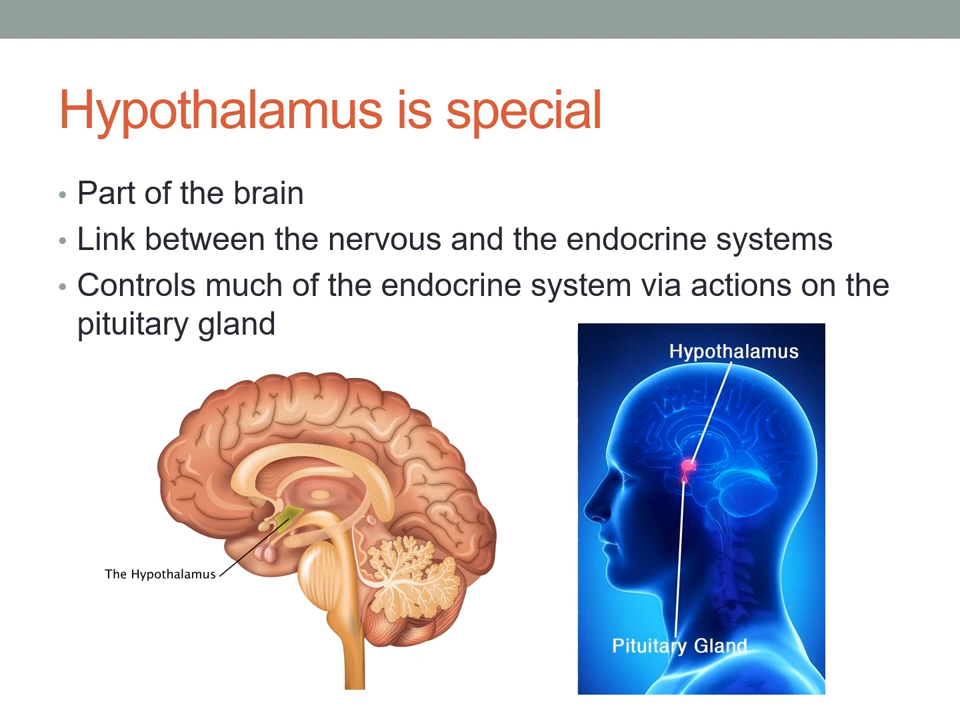 Hypothalamus is special
• Part of the brain
• Link between the nervous and the endocrine systems
• Controls much of the endocrine system via actions on the
pituitary gland
Hypothalamus
The Hypothalamus
Pituitary Gland